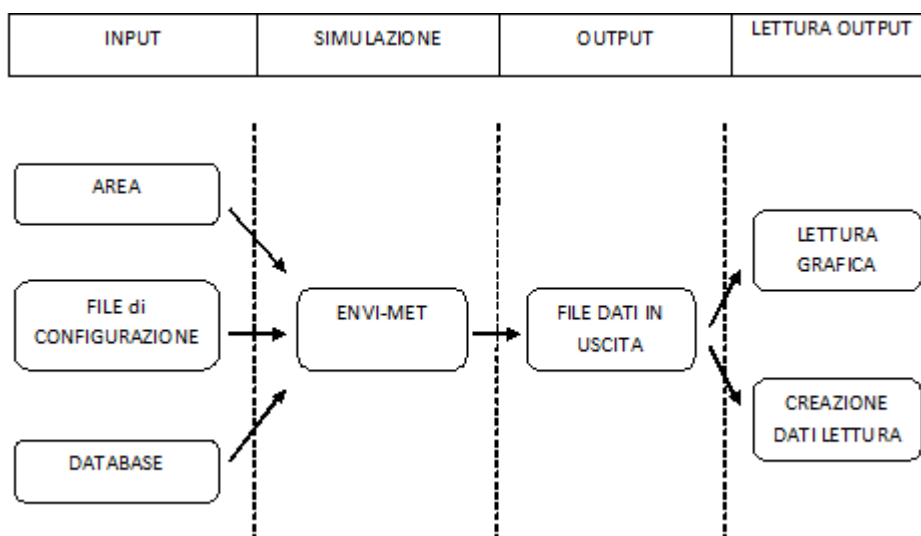 INPUT
SIMULAZIONE
OUTPUT
LETTURA OUTPUT
AREA
FILE di
CONFIGURAZIONE
DATABASE
ENVI-MET
FILE DATI IN
USCITA
LETTURA
GRAFICA
CREAZIONE
DATI LETTURA